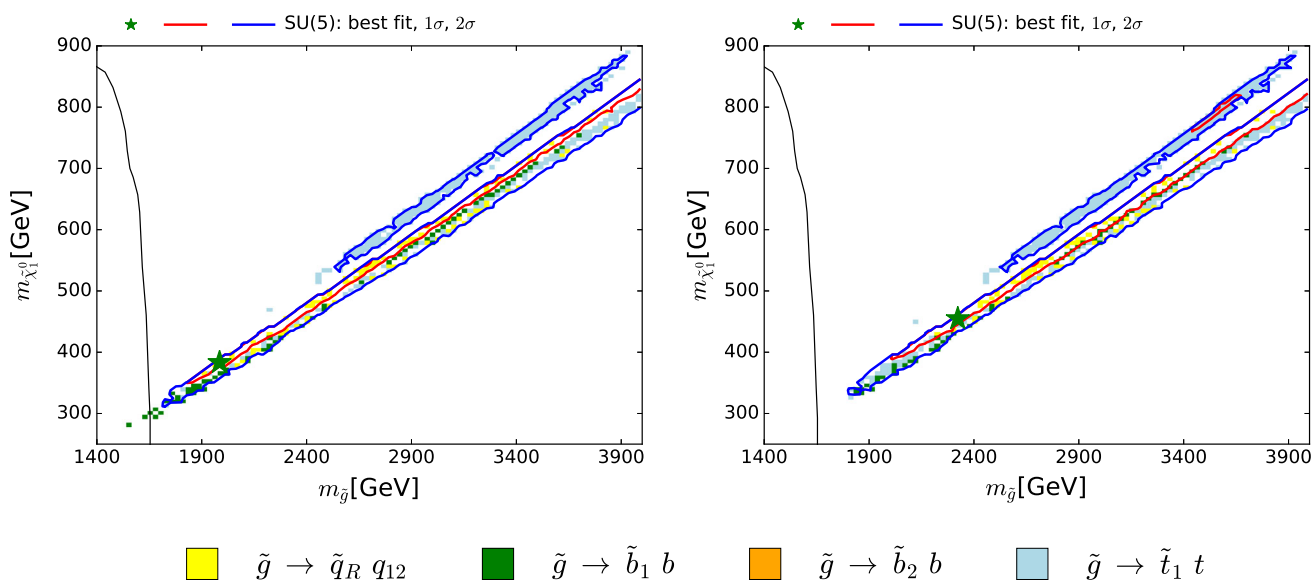 SU(5): best fit, 1σ, 2σ
SU(5): best fit, 1σ, 2σ
900
800
700
600
500
400
300
1400 1900 2400 2900 3400 3900
m_{\tilde{g}}[GeV]
m_{\tilde{\chi}_1^0}[GeV]
900
800
700
600
500
400
300
1400 1900 2400 2900 3400 3900
m_{\tilde{g}}[GeV]
m_{\tilde{\chi}_1^0}[GeV]
\tilde{g} → \tilde{q}_R q_{12} \tilde{g} → \tilde{b}_1 b \tilde{g} → \tilde{b}_2 b \tilde{g} → \tilde{t}_1 t